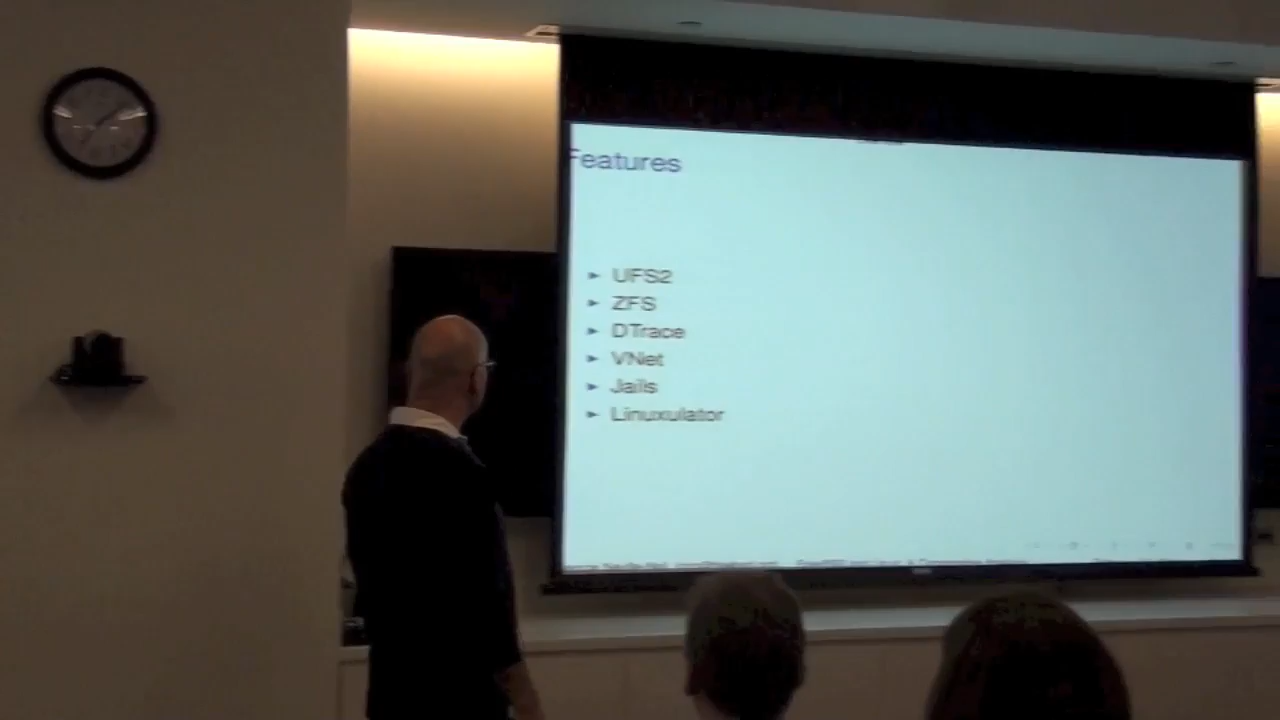 Features
UFS2
ZFS
DTrace
VNet
Jails
Linuxulator